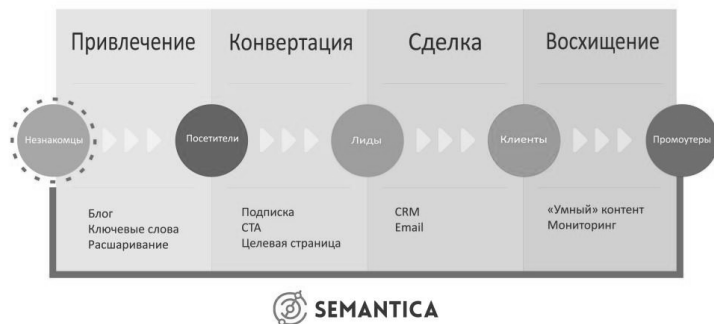 Привлечение
Конвертация
Сделка
Восхищение
Незнакомцы
Посетители
Лиды
Клиенты
Промоутеры
Блог
Ключевые слова
Расшаривание
Подписка
СТА
Целевая страница
CRM
Email
«Умный» контент
Мониторинг
SEMANTICA